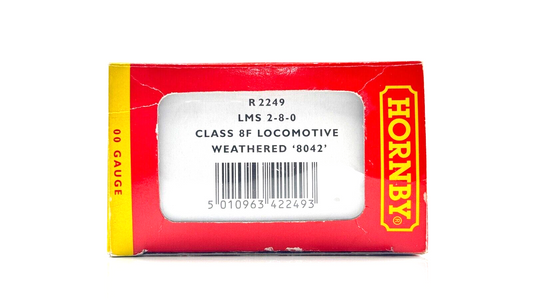 00 GAUGE
R 2249
LMS 2-8-0
CLASS 8F LOCOMOTIVE
WEATHERED ‘8042’
5 010963 422493
HORNBY®